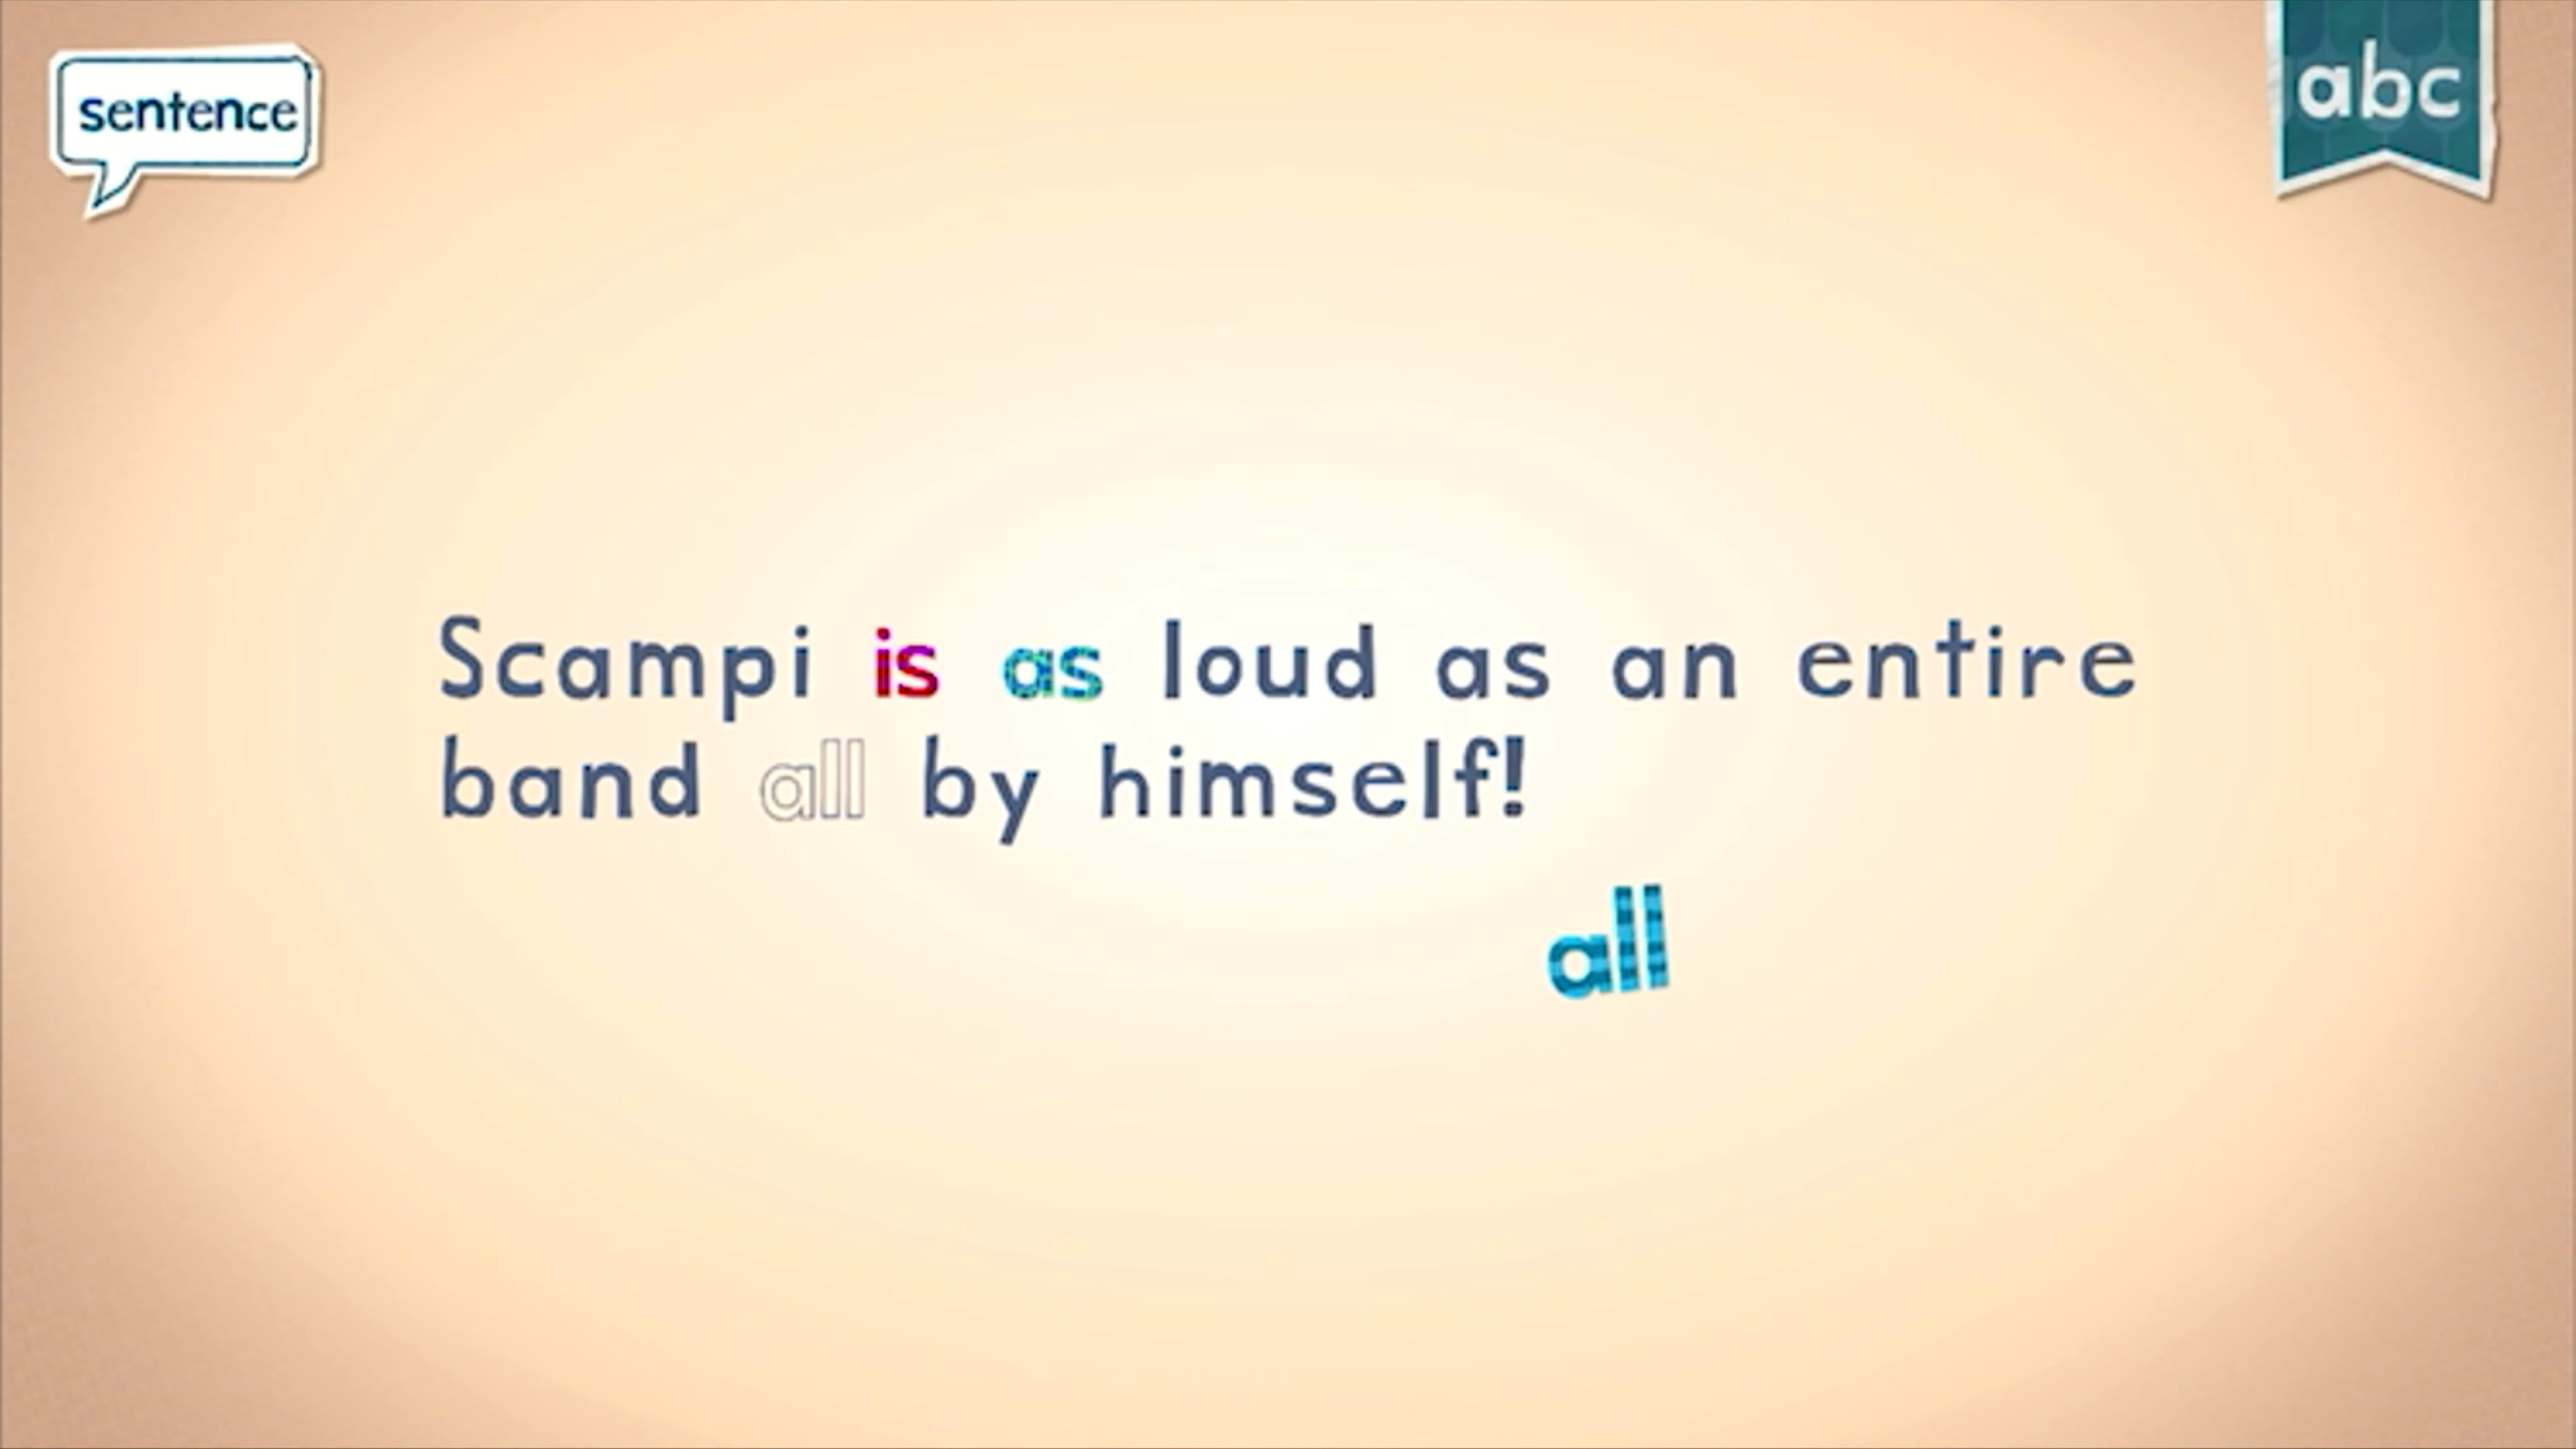 sentence
abc
Scampi is as loud as an entire
band all by himself!
all